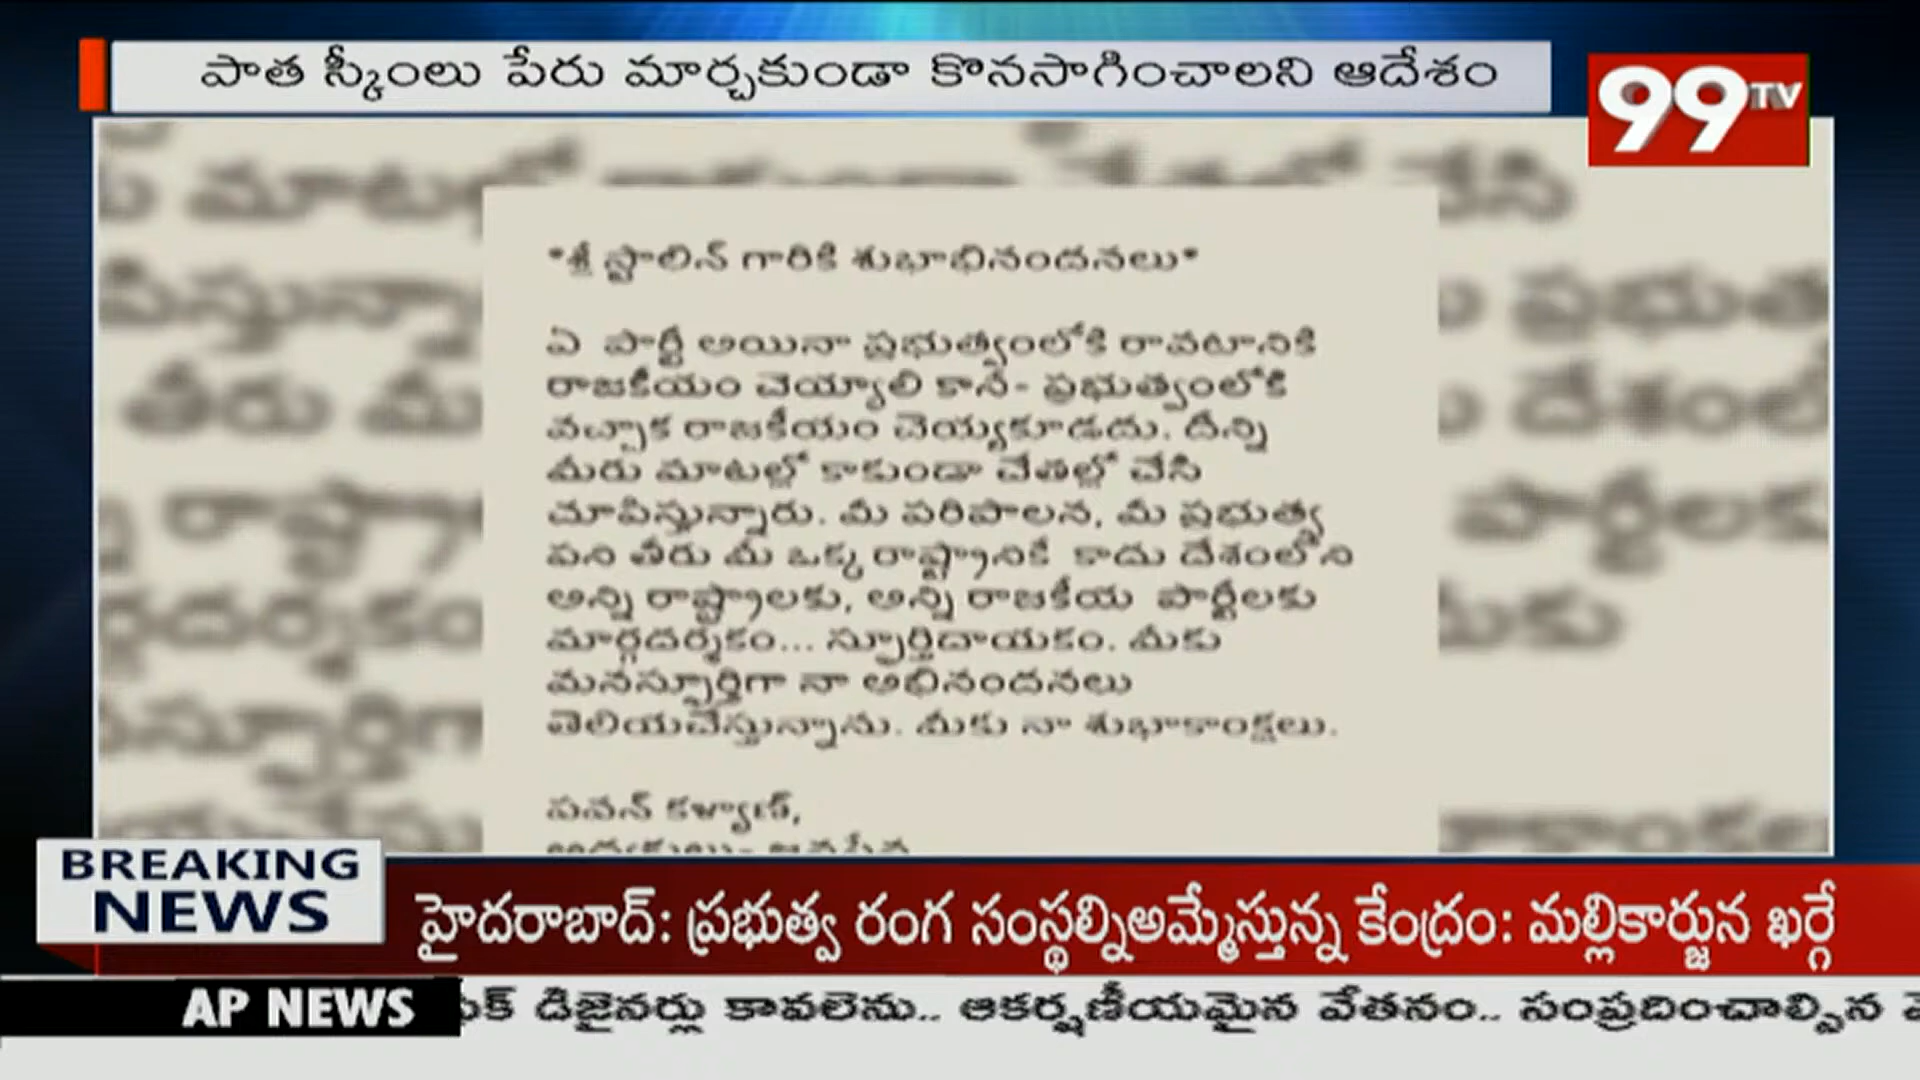 పాత స్కీంలు పేరు మార్చకుండా కొనసాగించాలని ఆదేశం
99TV
*శ్రీ స్టాలిన్ గారికి శుభాభినందనలు*
ఏ పార్టీ అయినా ప్రభుత్వంలోకి రావటానికి
రాజకీయం చెయ్యాలి కానీ- ప్రభుత్వంలోకి
వచ్చాక రాజకీయం చెయ్యకూడదు. దీన్ని
మీరు మాటల్లో కాకుండా చేతల్లో చేసి
చూపిస్తున్నారు. మీ పరిపాలన, మీ ప్రభుత్వ
పని తీరు మీ ఒక్క రాష్ట్రానికే కాదు దేశంలోని
అన్ని రాష్ట్రాలకు, అన్ని రాజకీయ పార్టీలకు
మార్గదర్శకం... స్ఫూర్తిదాయకం. మీకు
మనస్ఫూర్తిగా నా అభినందనలు
తెలియచేస్తున్నాను. మీకు నా శుభాకాంక్షలు.
పవన్ కళ్యాణ్,
BREAKING
NEWS
హైదరాబాద్: ప్రభుత్వ రంగ సంస్థల్నిఅమ్మేస్తున్న కేంద్రం: మల్లికార్జున ఖర్గే
AP NEWS
డిజైనర్లు కావలెను.. ఆకర్షణీయమైన వేతనం.. సంప్రదించాల్సిన